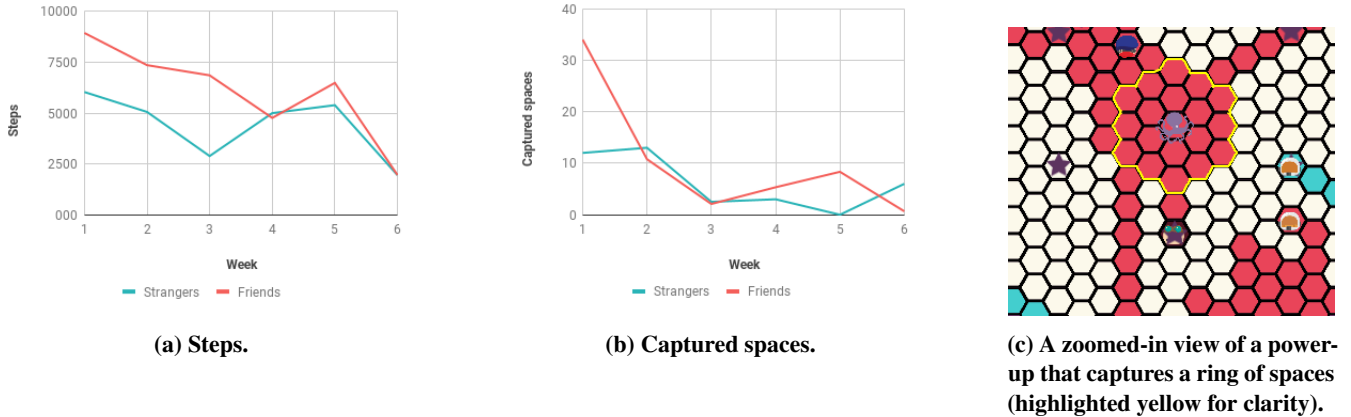 10000
7500
5000
2500
000
Steps
1 2 3 4 5 6
Week
Strangers Friends
(a) Steps.
40
30
20
10
0
Captured spaces
1 2 3 4 5 6
Week
Strangers Friends
(b) Captured spaces.
(c) A zoomed-in view of a power-
up that captures a ring of spaces
(highlighted yellow for clarity).